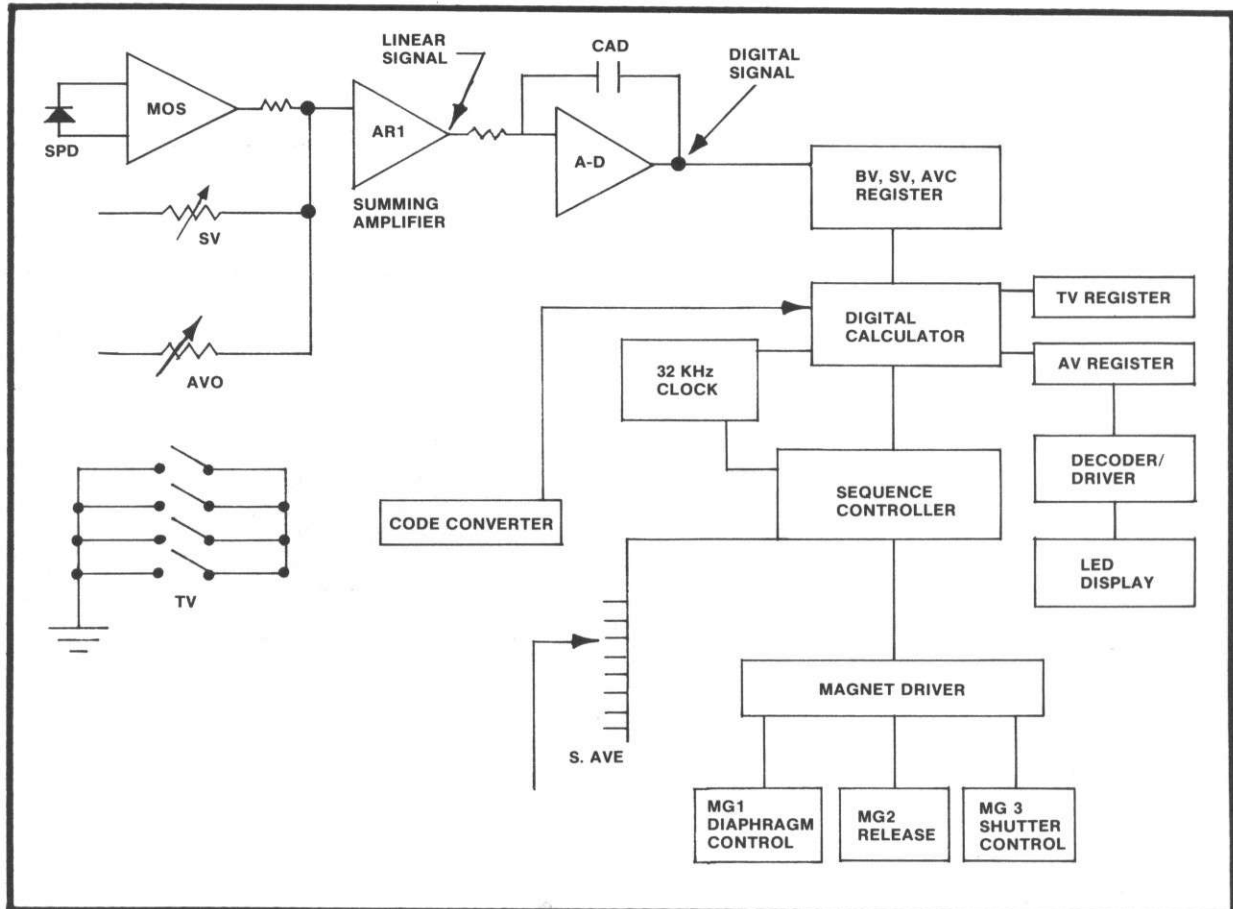 LINEAR
SIGNAL
CAD
DIGITAL
SIGNAL
MOS
SPD
AR1
A-D
SUMMING
AMPLIFIER
BV, SV, AVC
REGISTER
SV
AVO
DIGITAL
CALCULATOR
TV REGISTER
32 KHz
CLOCK
AV REGISTER
DECODER/
DRIVER
CODE CONVERTER
SEQUENCE
CONTROLLER
LED
DISPLAY
TV
MAGNET DRIVER
S. AVE
MG1
DIAPHRAGM
CONTROL
MG2
RELEASE
MG 3
SHUTTER
CONTROL